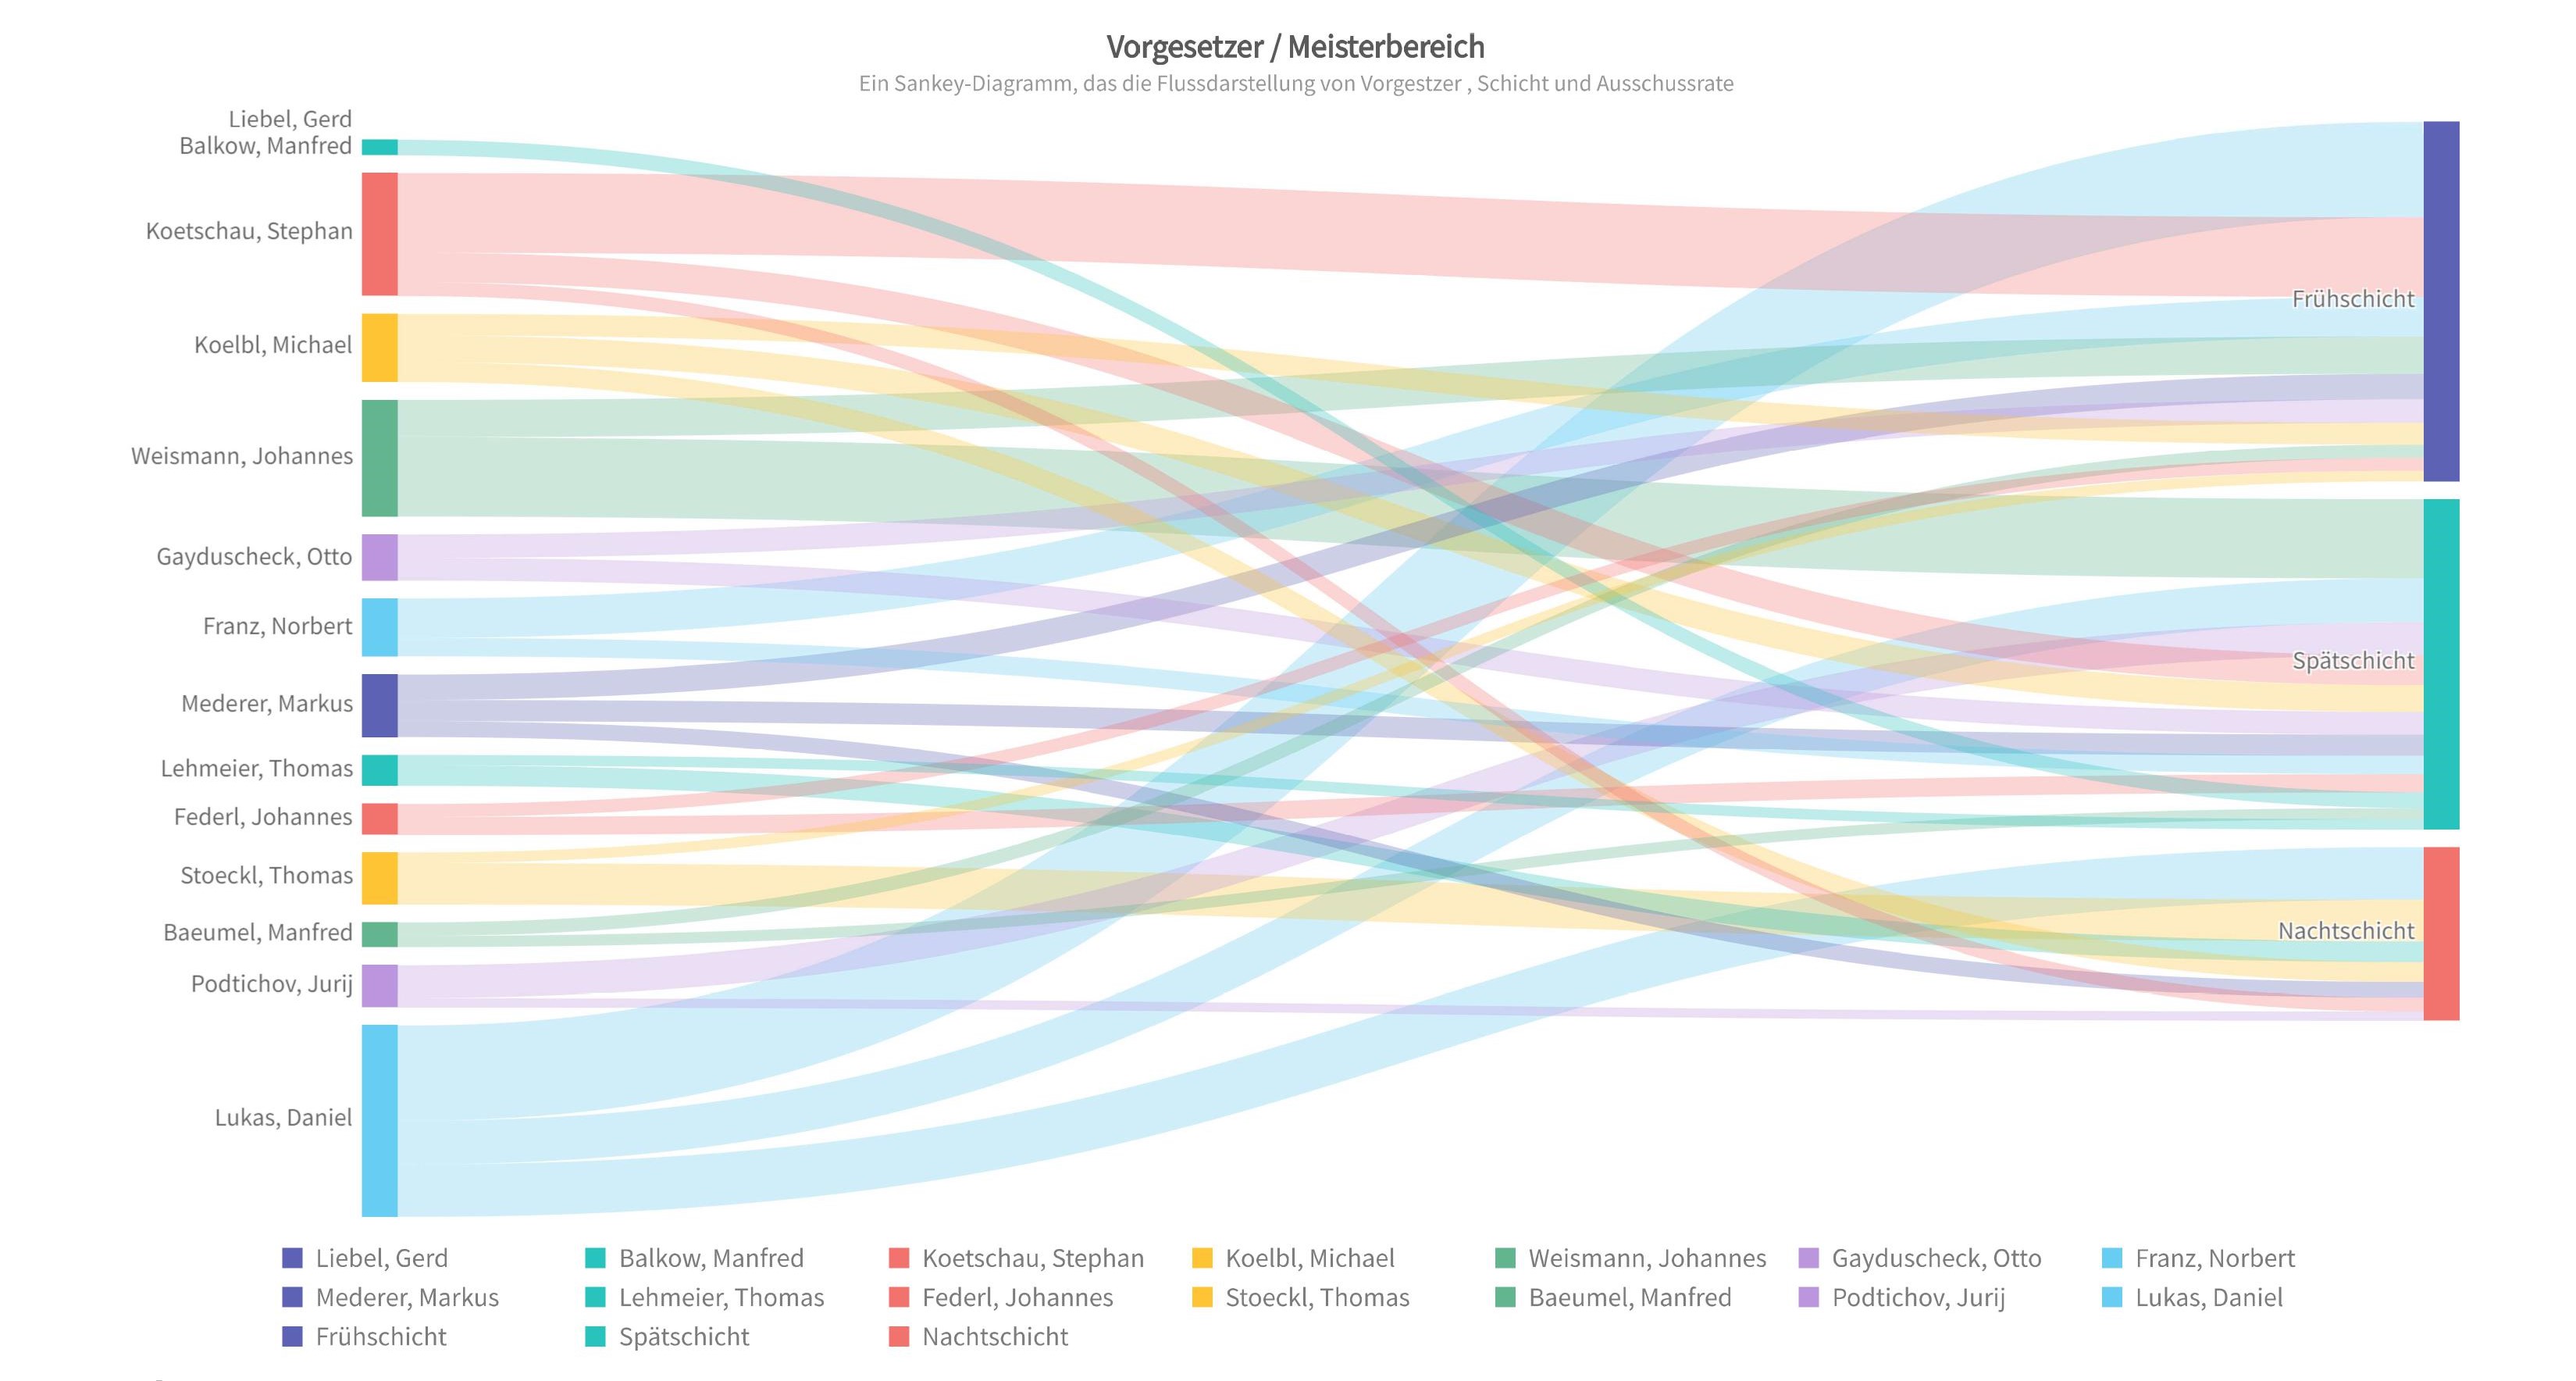 Vorgesetzer / Meisterbereich
Ein Sankey-Diagramm, das die Flussdarstellung von Vorgestzer , Schicht und Ausschussrate
Liebel, Gerd
Balkow, Manfred
Koetschau, Stephan
Koelbl, Michael
Weismann, Johannes
Gayduscheck, Otto
Franz, Norbert
Mederer, Markus
Lehmeier, Thomas
Federl, Johannes
Stoeckl, Thomas
Baeumel, Manfred
Podtichov, Jurij
Lukas, Daniel
Frühschicht
Spätschicht
Nachtschicht
Liebel, Gerd Balkow, Manfred Koetschau, Stephan Koelbl, Michael Weismann, Johannes Gayduscheck, Otto Franz, Norbert
Mederer, Markus Lehmeier, Thomas Federl, Johannes Stoeckl, Thomas Baeumel, Manfred Podtichov, Jurij Lukas, Daniel
Frühschicht Spätschicht Nachtschicht